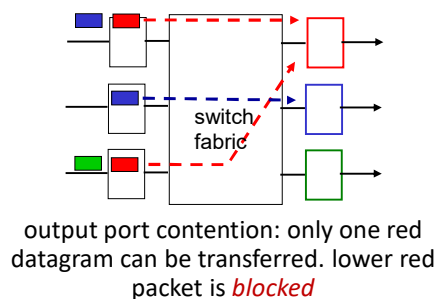 switch
fabric
output port contention: only one red
datagram can be transferred. lower red
packet is blocked